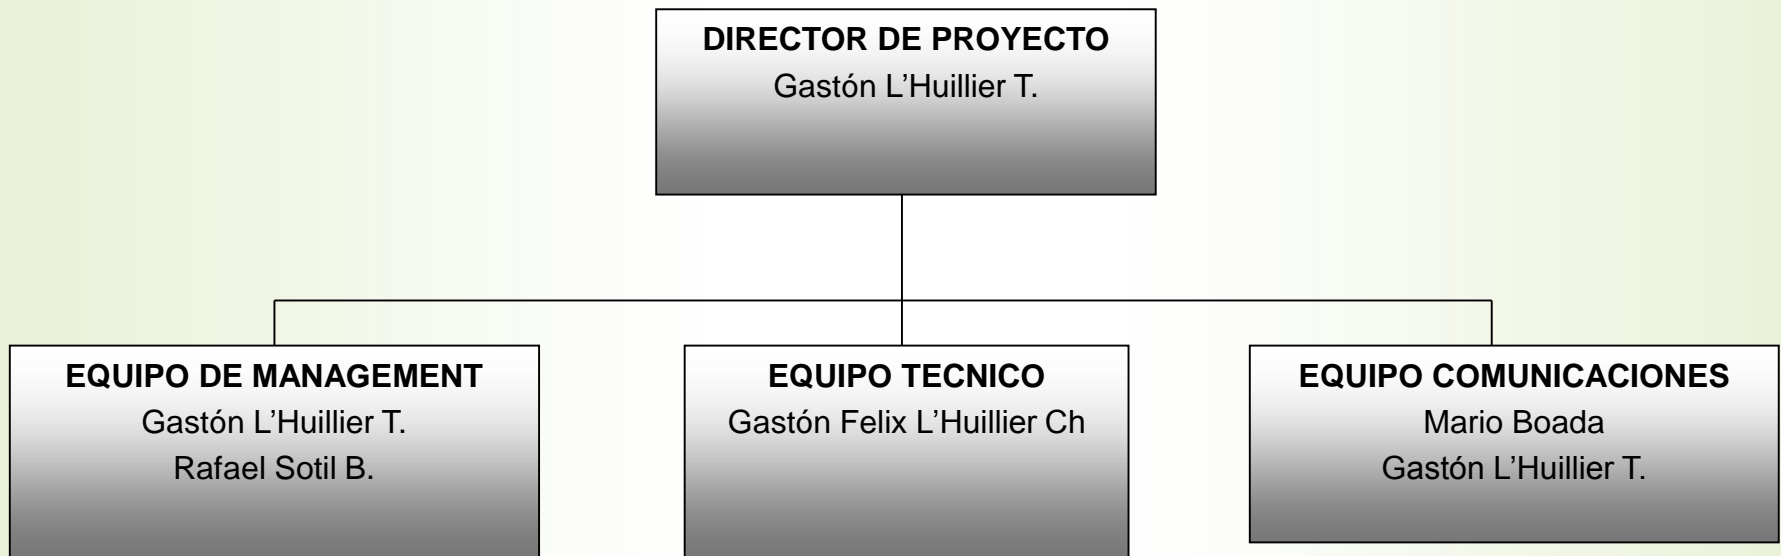 DIRECTOR DE PROYECTO
Gastón L’Huillier T.
EQUIPO DE MANAGEMENT
Gastón L’Huillier T.
Rafael Sotil B.
EQUIPO TECNICO
Gastón Felix L’Huillier Ch
EQUIPO COMUNICACIONES
Mario Boada
Gastón L’Huillier T.